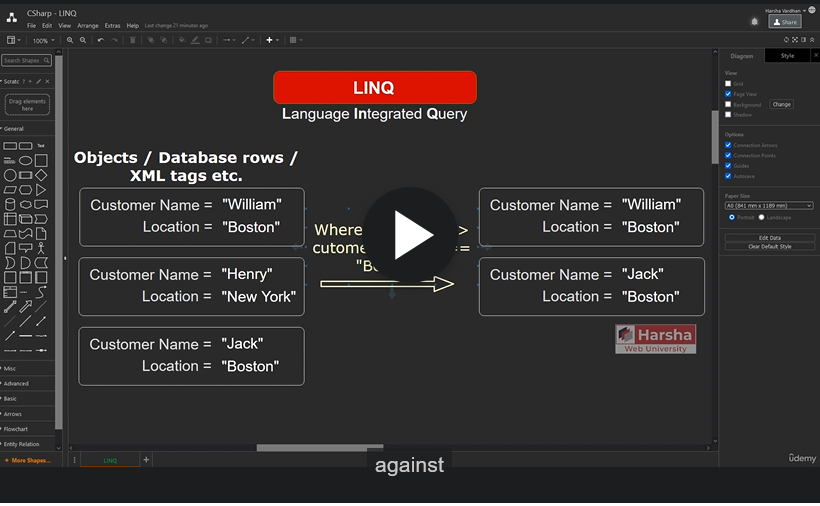 CSharp - LINQ
Harsha Vardhan
File Edit View Arrange Extras Help Last change 21 minutes ago
Share
100%
Search Shapes
Diagram Style
Scratc ?
Drag elements
here
General
Text
LINQ
Language Integrated Query
Objects / Database rows /
XML tags etc.
Customer Name = "William"
Location = "Boston"
Customer Name = "Henry"
Location = "New York"
Customer Name = "Jack"
Location = "Boston"
Where >
cutome =
"Bo
Customer Name = "William"
Location = "Boston"
Customer Name = "Jack"
Location = "Boston"
Harsha
Web University
View
Grid
Page View
Background Change
Shadow
Options
Connection Arrows
Connection Points
Guides
Autosave
Paper Size
A0 (841 mm x 1189 mm)
Portrait Landscape
Edit Data
Clear Default Style
Misc
Advanced
Basic
Arrows
Flowchart
Entity Relation
+ More Shapes...
LINQ
against
ûdemy